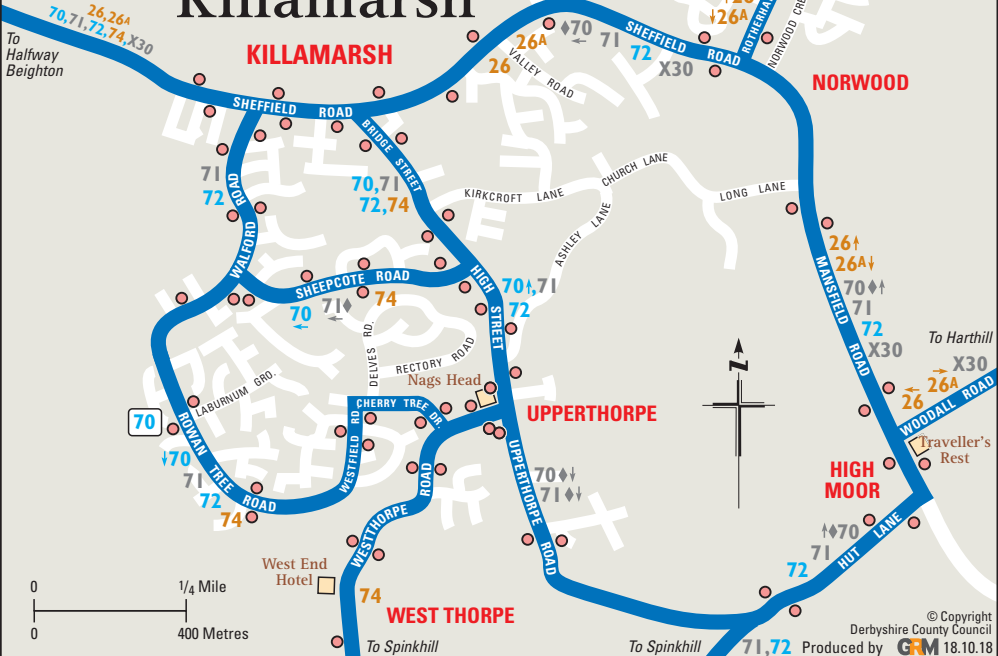 Killamarsh
26,26A
70,71,72,74,X30
To
Halfway
Beighton
KILLAMARSH
26A
26
VALLEY ROAD
♦70
←
71
SHEFFIELD ROAD
72
X30
↓26A
NORWOOD
SHEFFIELD ROAD
BRIDGE STREET
71
72
WALFORD ROAD
70,71
72,74
KIRKCROFT LANE
CHURCH LANE
LONG LANE
ASHLEY LANE
SHEEPCOTE ROAD
70
←
71♦
←
74
HIGH STREET
70↑,71
72
26↑
26A↓
70♦↑
71
72
X30
MANSFIELD ROAD
DELVES RD.
RECTORY ROAD
Nags Head
LABURNUM GRO.
CHERRY TREE DR.
UPPERTHORPE
N
To Harthill
X30
→
← 26A
26
WOODALL ROAD
Traveller's
Rest
70
↓70
71
72
74
ROWAN TREE ROAD
WESTFIELD RD
WESTTHORPE ROAD
UPPERTHORPE ROAD
70♦↓
71♦↓
HIGH
MOOR
↑♦70
71
72
HUT LANE
West End
Hotel
74
WEST THORPE
To Spinkhill
To Spinkhill
71,72
0 1/4 Mile
0 400 Metres
© Copyright
Derbyshire County Council
Produced by GRM 18.10.18